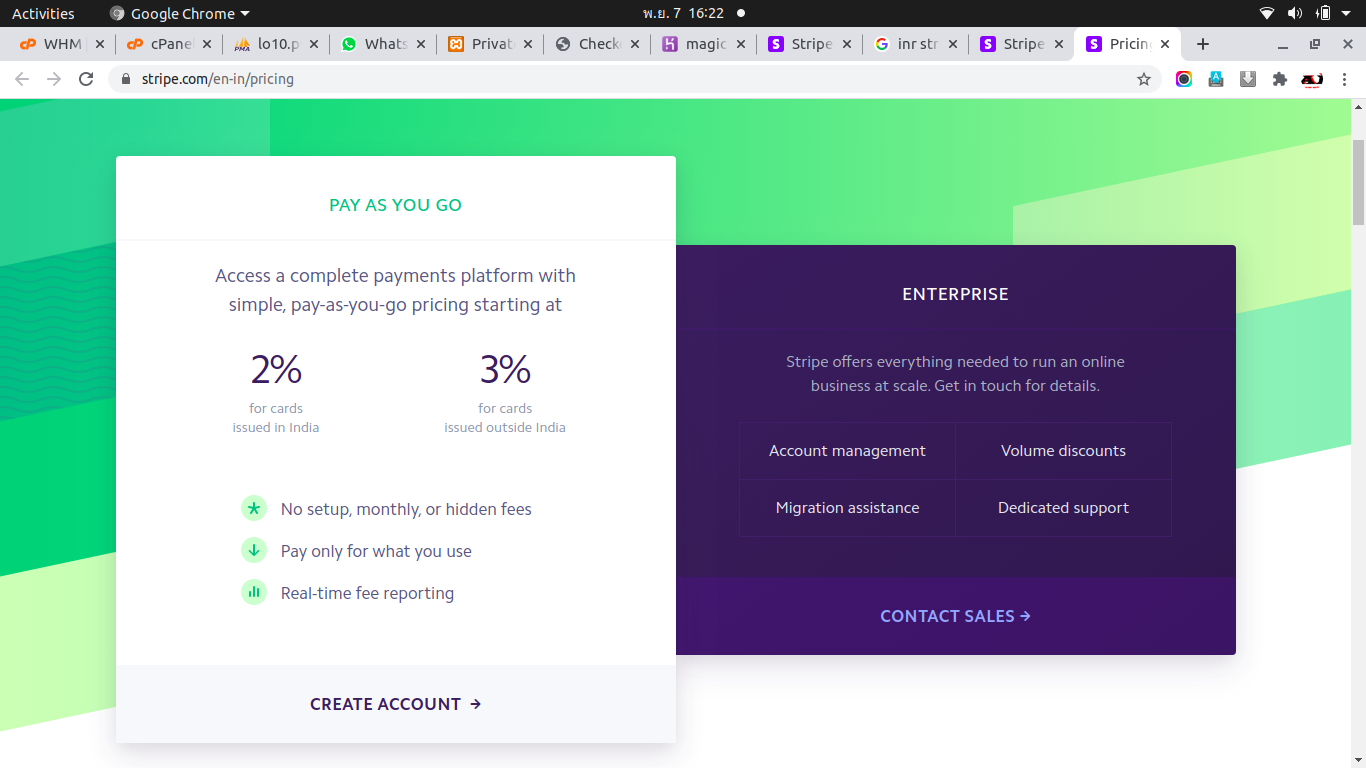 Activities
Google Chrome
พ.ย. 7 16:22
WHM
cPanel
lo10.p
Whats
Privat
Check
magic
Stripe
inr str
Stripe
Pricing
stripe.com/en-in/pricing
PAY AS YOU GO
Access a complete payments platform with
simple, pay-as-you-go pricing starting at
2%
for cards
issued in India
3%
for cards
issued outside India
No setup, monthly, or hidden fees
Pay only for what you use
Real-time fee reporting
CREATE ACCOUNT →
ENTERPRISE
Stripe offers everything needed to run an online
business at scale. Get in touch for details.
Account management
Volume discounts
Migration assistance
Dedicated support
CONTACT SALES →